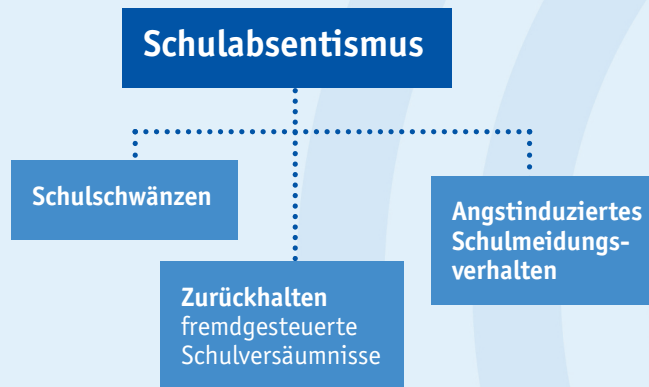 Schulabsentismus
Schulschwänzen
Zurückhalten
fremdgesteuerte
Schulversäumnisse
Angstinduziertes
Schulmeidungs-
verhalten